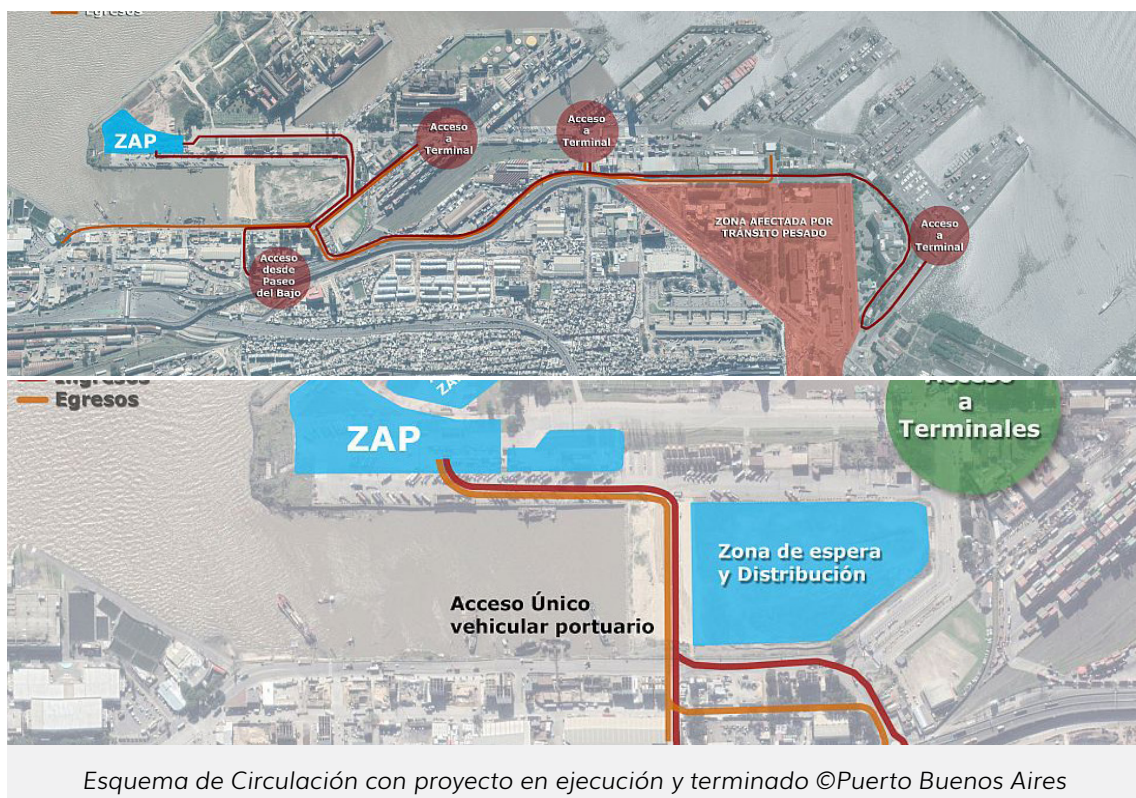 Egresos
ZAP
Acceso
a
Terminal
Acceso
a
Terminal
ZONA AFECTADA POR
TRÁNSITO PESADO
Acceso
a
Terminal
Acceso
desde
Paseo
del Bajo
Ingresos
Egresos
ZAP
ZA
Acceso
a
Terminales
Zona de espera
y Distribución
Acceso Único
vehicular portuario
Esquema de Circulación con proyecto en ejecución y terminado ©Puerto Buenos Aires